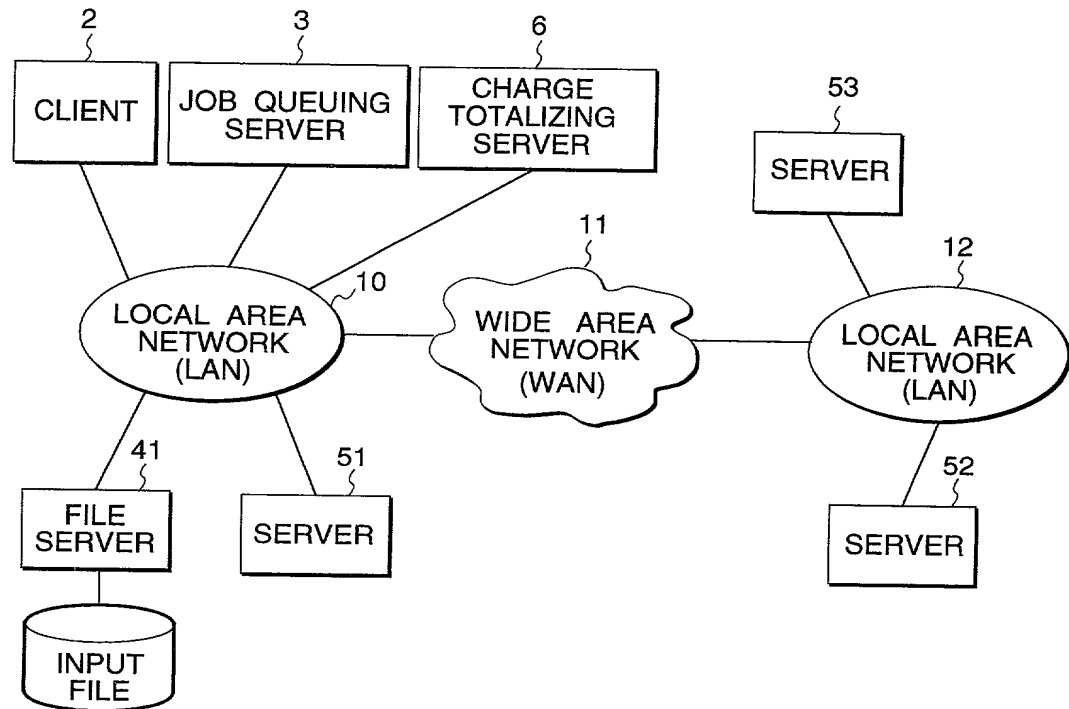 2
3
6
CLIENT
JOB QUEUING
SERVER
CHARGE
TOTALIZING
SERVER
53
SERVER
10
11
12
LOCAL AREA
NETWORK
(LAN)
WIDE AREA
NETWORK
(WAN)
LOCAL AREA
NETWORK
(LAN)
41
51
52
FILE
SERVER
SERVER
SERVER
INPUT
FILE